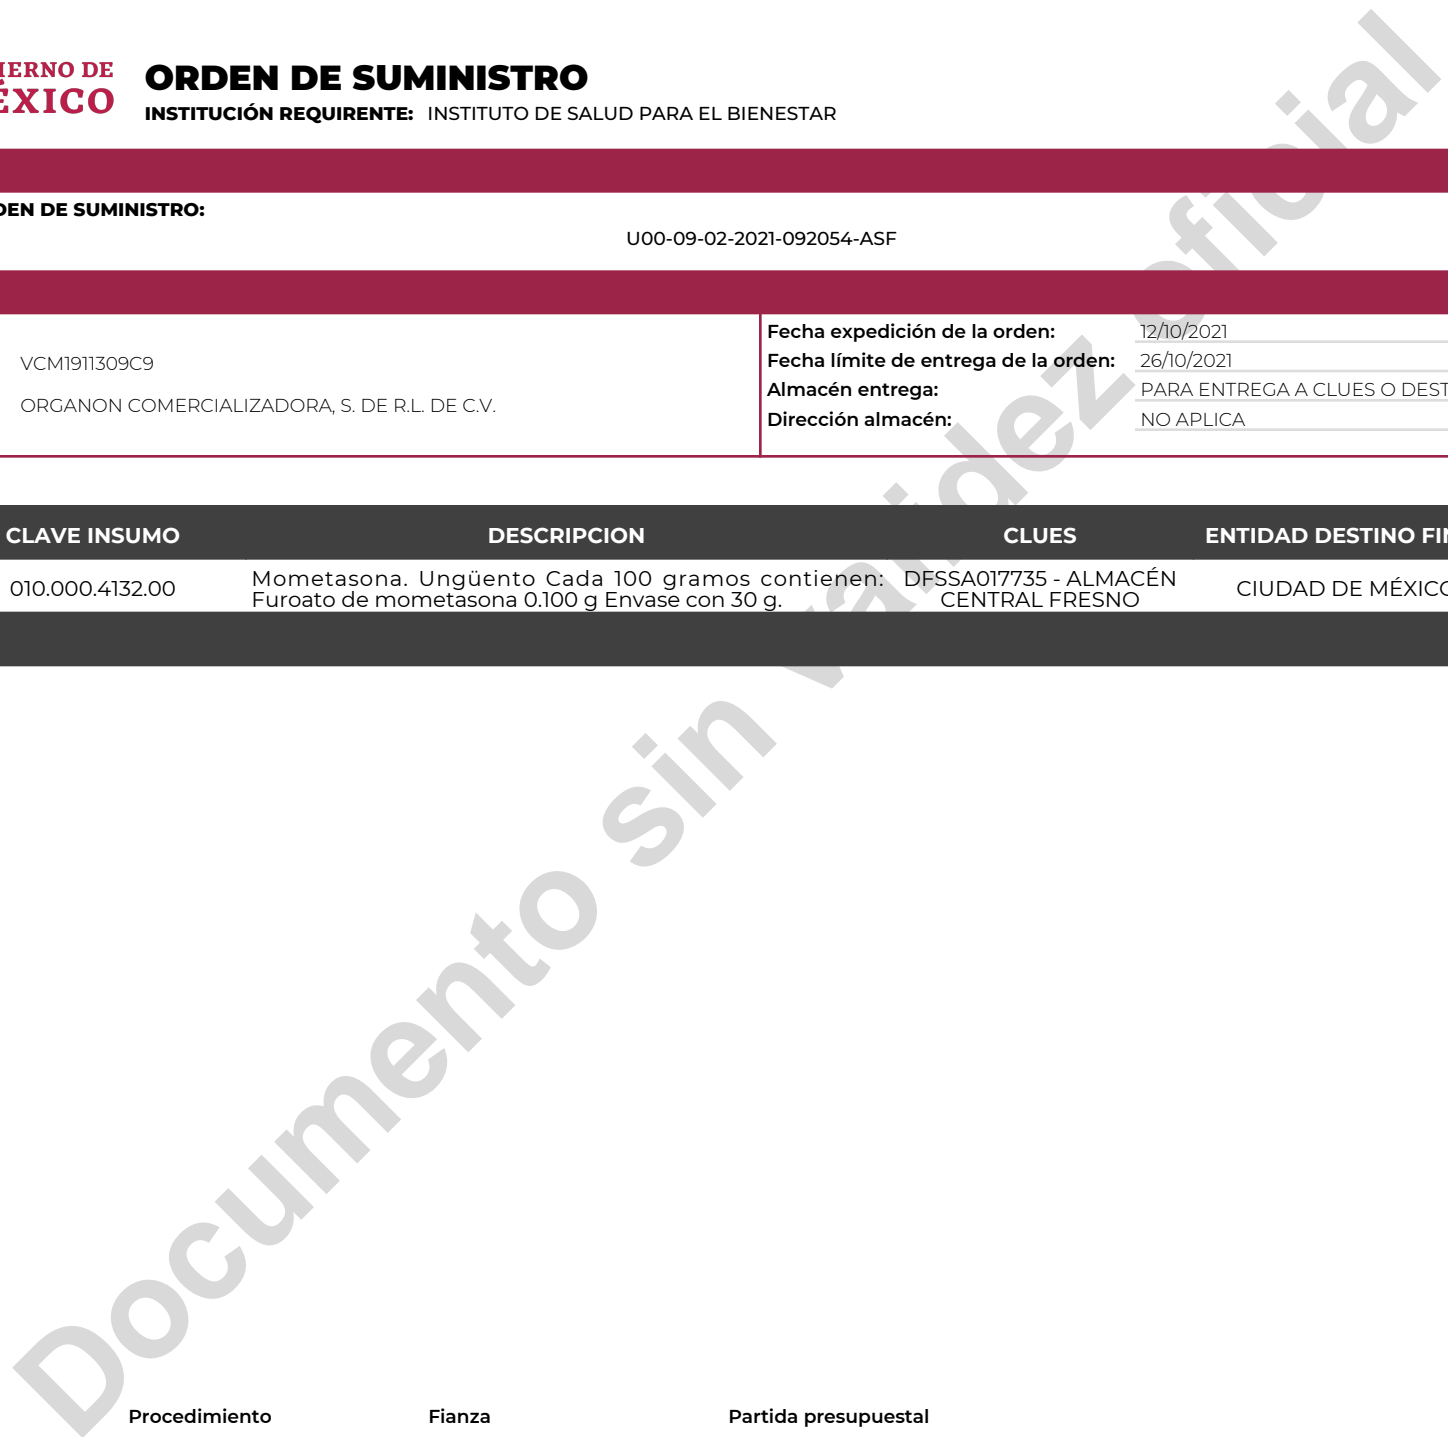 IERNO DE
ÉXICO
ORDEN DE SUMINISTRO
INSTITUCIÓN REQUIRENTE: INSTITUTO DE SALUD PARA EL BIENESTAR
DEN DE SUMINISTRO:
U00-09-02-2021-092054-ASF
VCM1911309C9
ORGANON COMERCIALIZADORA, S. DE R.L. DE C.V.
Fecha expedición de la orden: 12/10/2021
Fecha límite de entrega de la orden: 26/10/2021
Almacén entrega: PARA ENTREGA A CLUES O DEST
Dirección almacén: NO APLICA
CLAVE INSUMO DESCRIPCION CLUES ENTIDAD DESTINO FIN
010.000.4132.00
Mometasona. Ungüento Cada 100 gramos contienen:
Furoato de mometasona 0.100 g Envase con 30 g.
DFSSA017735 - ALMACÉN
CENTRAL FRESNO
CIUDAD DE MÉXICO
Documento sin validez oficial
Procedimiento Fianza Partida presupuestal